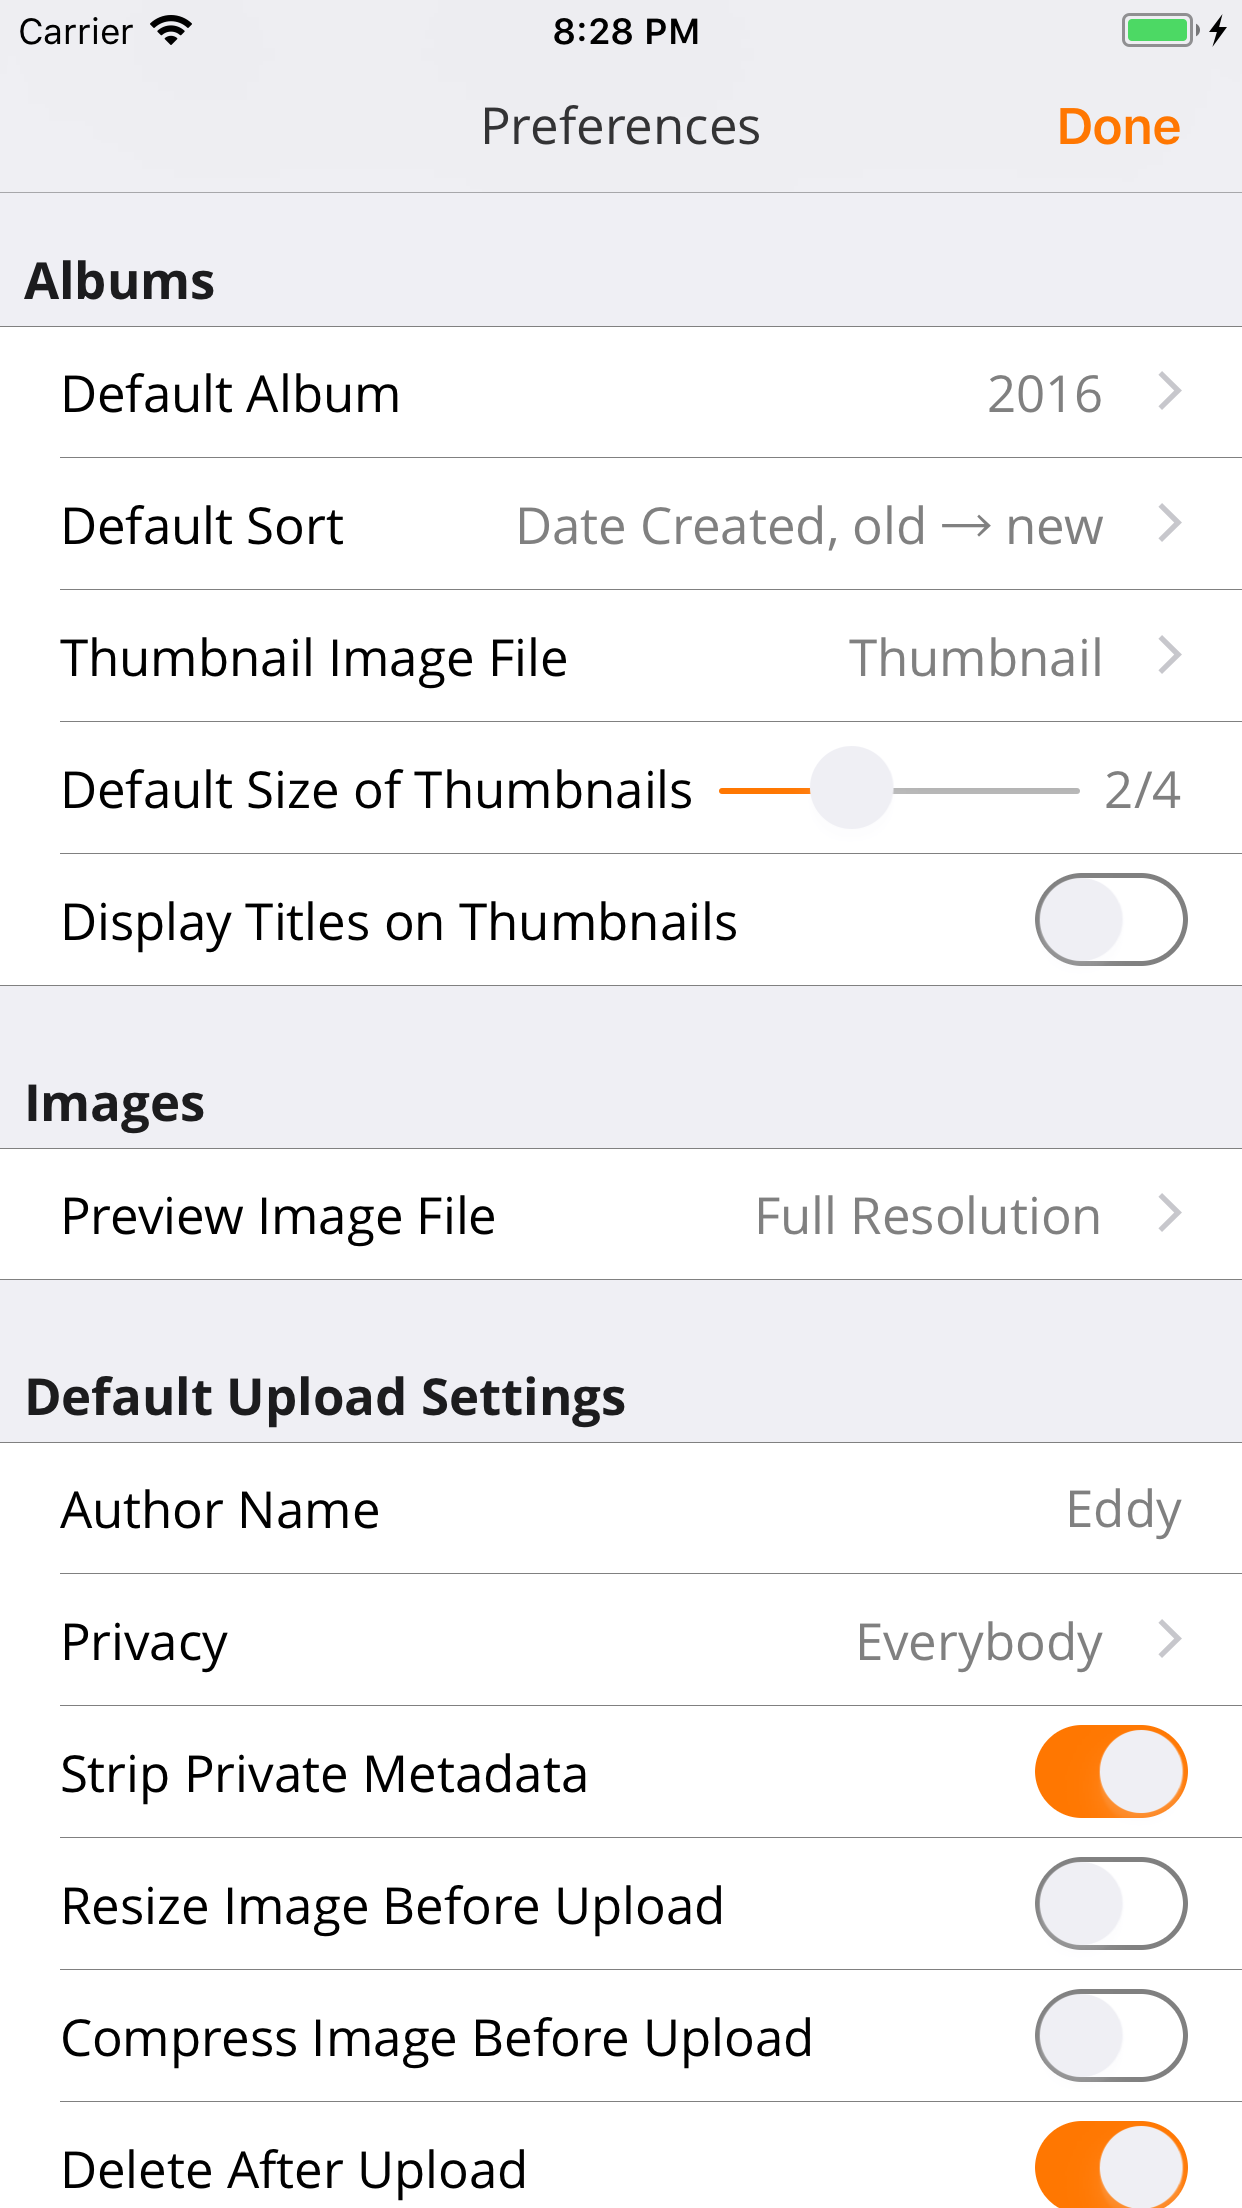 Carrier 8:28 PM
Preferences Done
Albums
Default Album 2016
Default Sort Date Created, old → new
Thumbnail Image File Thumbnail
Default Size of Thumbnails 2/4
Display Titles on Thumbnails
Images
Preview Image File Full Resolution
Default Upload Settings
Author Name Eddy
Privacy Everybody
Strip Private Metadata
Resize Image Before Upload
Compress Image Before Upload
Delete After Upload